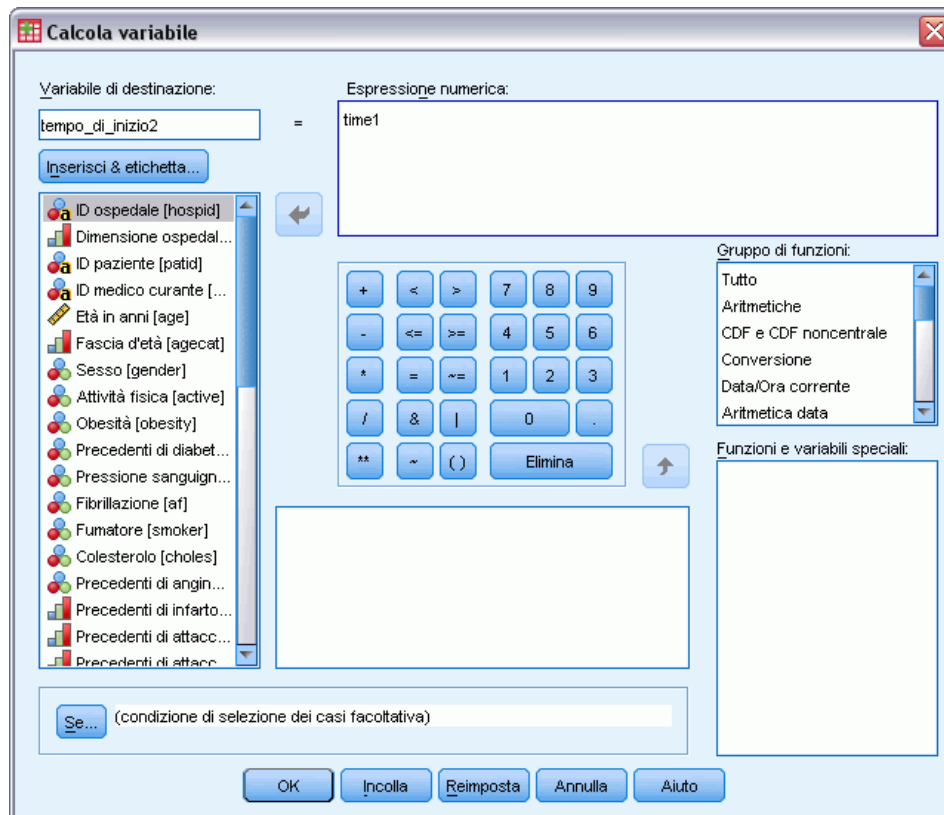 Calcola variabile
Variabile di destinazione:
Espressione numerica:
tempo_di_inizio2
=
time1
Inserisci & etichetta...
ID ospedale [hospid]
Dimensione ospedal...
ID paziente [patid]
ID medico curante [...
Età in anni [age]
Fascia d'età [agecat]
Sesso [gender]
Attività fisica [active]
Obesità [obesity]
Precedenti di diabet...
Pressione sanguign...
Fibrillazione [af]
Fumatore [smoker]
Colesterolo [choles]
Precedenti di angin...
Precedenti di infarto...
Precedenti di attacc...
Precedenti di attacc...
+ < > 7 8 9
- <= >= 4 5 6
* = ~= 1 2 3
/ & | 0 .
** ~ ( ) Elimina
Gruppo di funzioni:
Tutto
Aritmetiche
CDF e CDF noncentrale
Conversione
Data/Ora corrente
Aritmetica data
Funzioni e variabili speciali:
Se... (condizione di selezione dei casi facoltativa)
OK Incolla Reimposta Annulla Aiuto